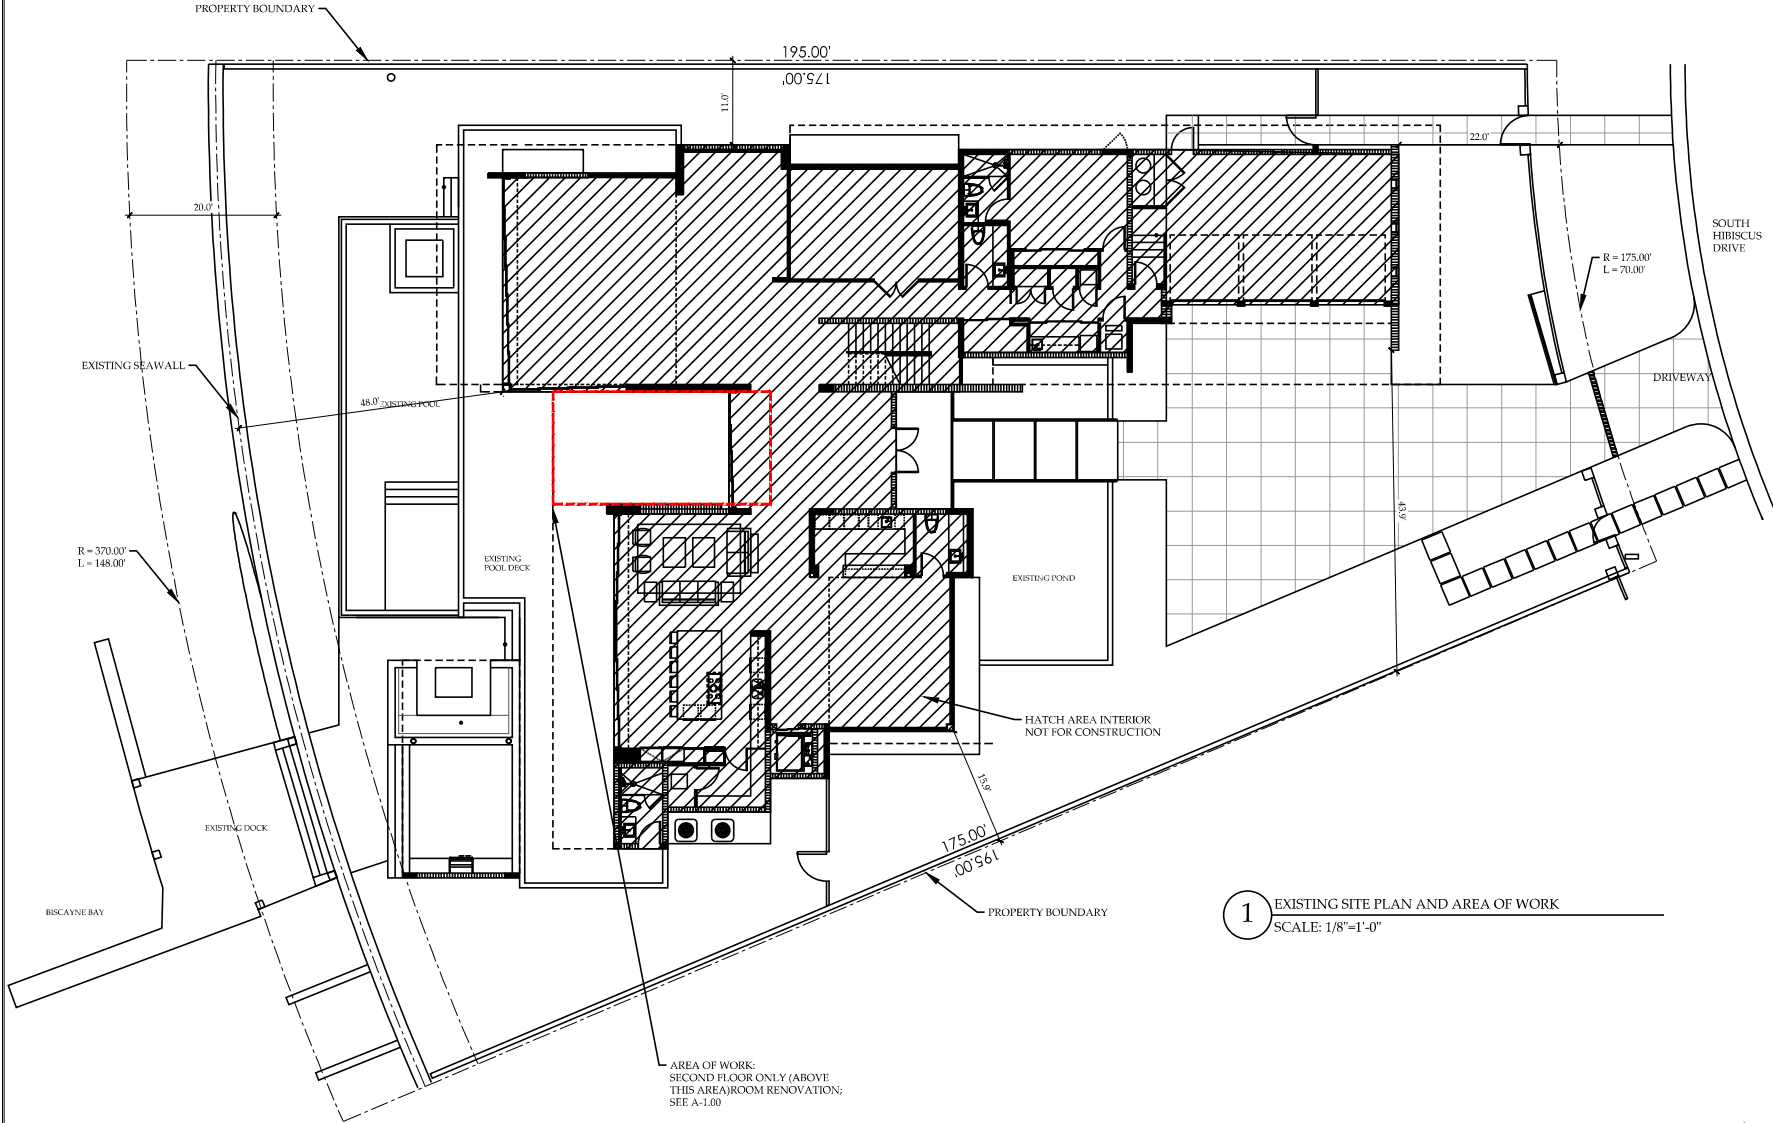 PROPERTY BOUNDARY
195.00'
175.00'
11.0'
22.0'
20.0'
SOUTH
HIBISCUS
DRIVE
R = 175.00'
L = 70.00'
EXISTING SEAWALL
DRIVEWAY
48.0'
EXISTING POOL
43.9'
R = 370.00'
L = 148.00'
EXISTING
POOL DECK
EXISTING POND
HATCH AREA INTERIOR
NOT FOR CONSTRUCTION
15.9'
EXISTING DOCK
175.00'
195.00'
BISCAYNE BAY
PROPERTY BOUNDARY
1
EXISTING SITE PLAN AND AREA OF WORK
SCALE: 1/8"=1'-0"
AREA OF WORK:
SECOND FLOOR ONLY (ABOVE
THIS AREA)ROOM RENOVATION;
SEE A-1.00